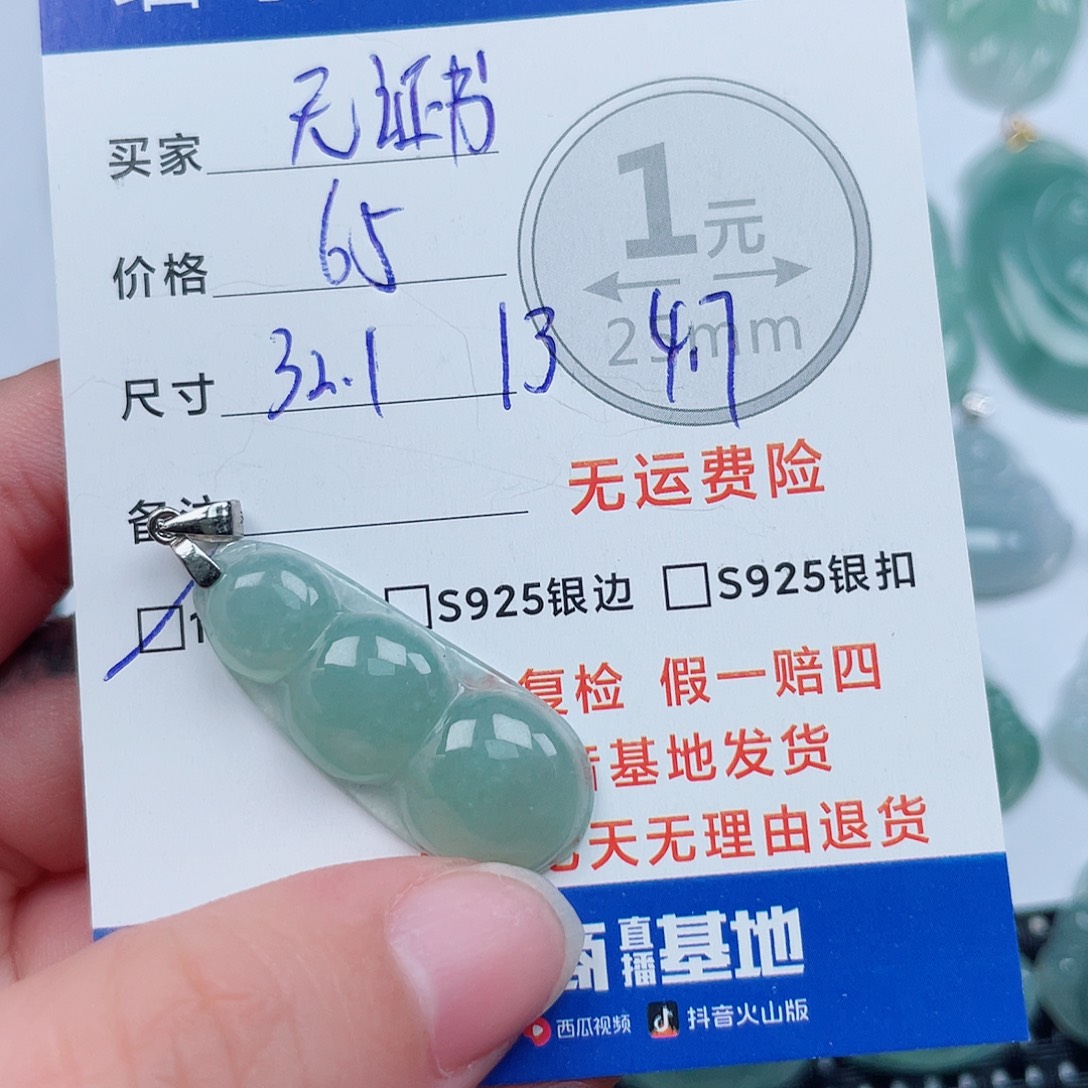 买家 无证书
价格 65
1元
25mm
尺寸 32.1 13 4.7
备注
无运费险
□S925银边 □S925银扣
复检 假一赔四
基地发货
天无理由退货
直播基地
西瓜视频 抖音火山版